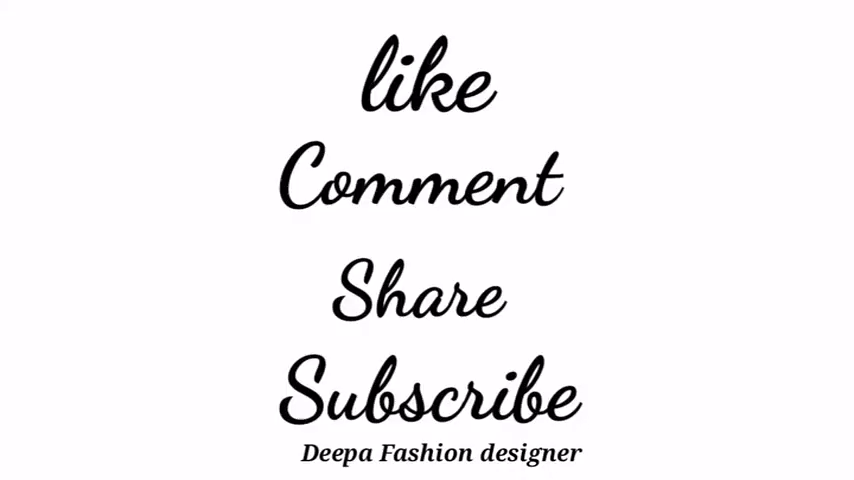 like
Comment
Share
Subscribe
Deepa Fashion designer